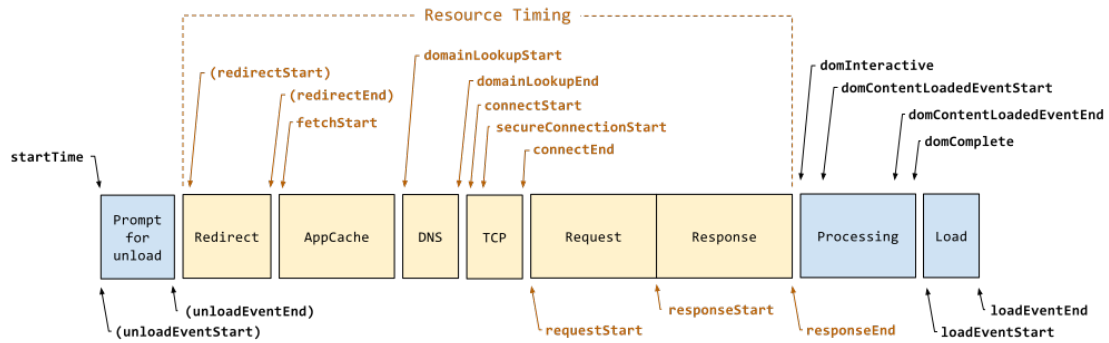 Resource Timing
domainLookupStart
(redirectStart)
domainLookupEnd
domInteractive
(redirectEnd)
connectStart
domContentLoadedEventStart
fetchStart
secureConnectionStart
domContentLoadedEventEnd
connectEnd
domComplete
startTime
Prompt
for
unload
Redirect
AppCache
DNS
TCP
Request
Response
Processing
Load
(unloadEventEnd)
(unloadEventStart)
requestStart
responseStart
responseEnd
loadEventEnd
loadEventStart